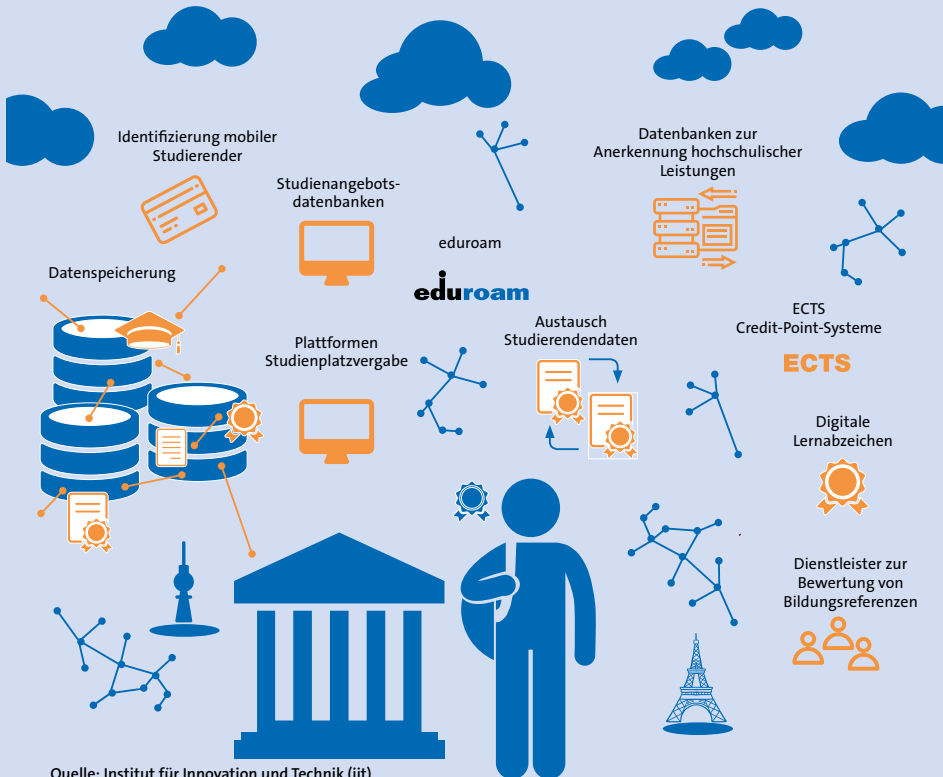 Identifizierung mobiler
Studierender
Datenbanken zur
Anerkennung hochschulischer
Leistungen
Studienangebots-
datenbanken
eduroam
eduroam
Datenspeicherung
ECTS
Credit-Point-Systeme
ECTS
Austausch
Studierendendaten
Plattformen
Studienplatzvergabe
Digitale
Lernabzeichen
Dienstleister zur
Bewertung von
Bildungsreferenzen
Quelle: Institut für Innovation und Technik (iit)